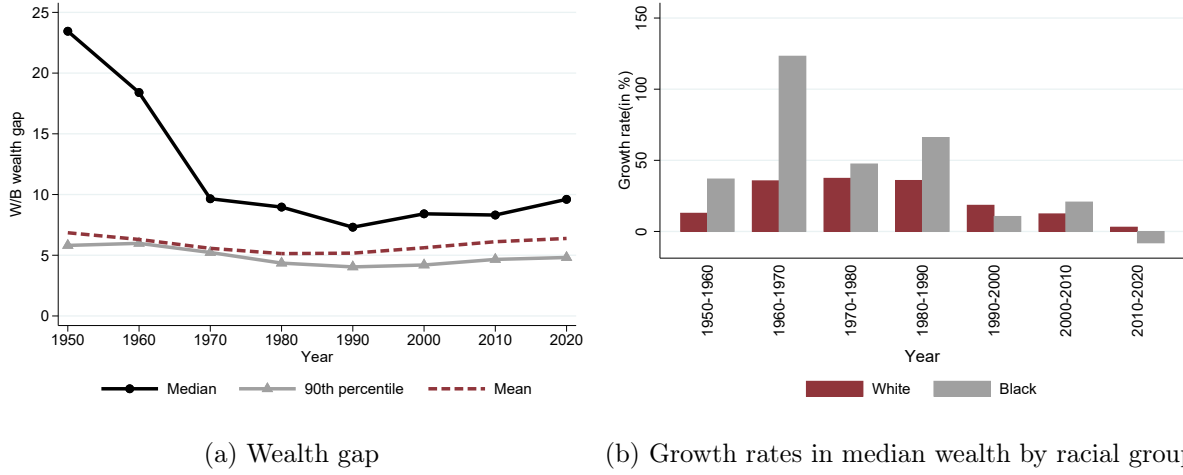 25
20
15
10
5
0
W/B wealth gap
1950 1960 1970 1980 1990 2000 2010 2020
Year
Median 90th percentile Mean
(a) Wealth gap
150
100
50
0
Growth rate(in %)
1950-1960 1960-1970 1970-1980 1980-1990 1990-2000 2000-2010 2010-2020
Year
White Black
(b) Growth rates in median wealth by racial group